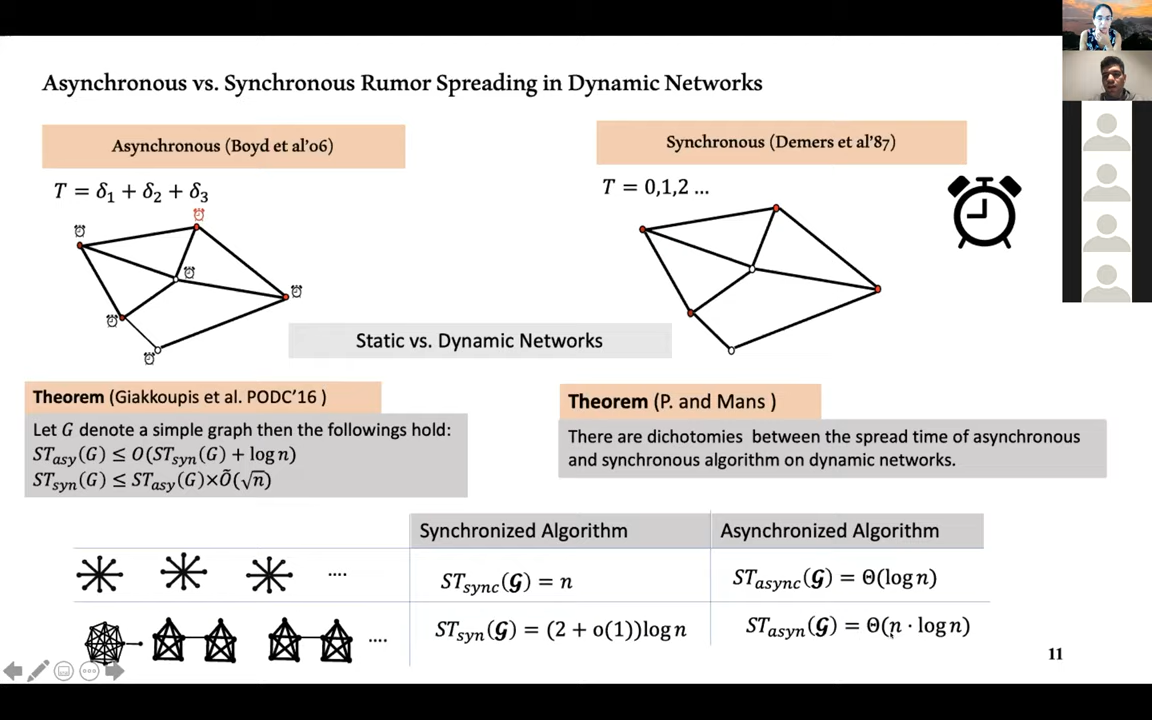 Asynchronous vs. Synchronous Rumor Spreading in Dynamic Networks
Asynchronous (Boyd et al'06)
Synchronous (Demers et al'87)
T = δ₁ + δ₂ + δ₃
T = 0,1,2 ...
Static vs. Dynamic Networks
Theorem (Giakkoupis et al. PODC'16 )
Let G denote a simple graph then the followings hold:
ST_asy(G) ≤ O(ST_syn(G) + log n)
ST_syn(G) ≤ ST_asy(G)×Õ(√n)
Theorem (P. and Mans )
There are dichotomies between the spread time of asynchronous
and synchronous algorithm on dynamic networks.
Synchronized Algorithm
Asynchronized Algorithm
....
ST_sync(𝓖) = n
ST_async(𝓖) = Θ(log n)
....
ST_syn(𝓖) = (2 + o(1))log n
ST_asyn(𝓖) = Θ(n · log n)
11